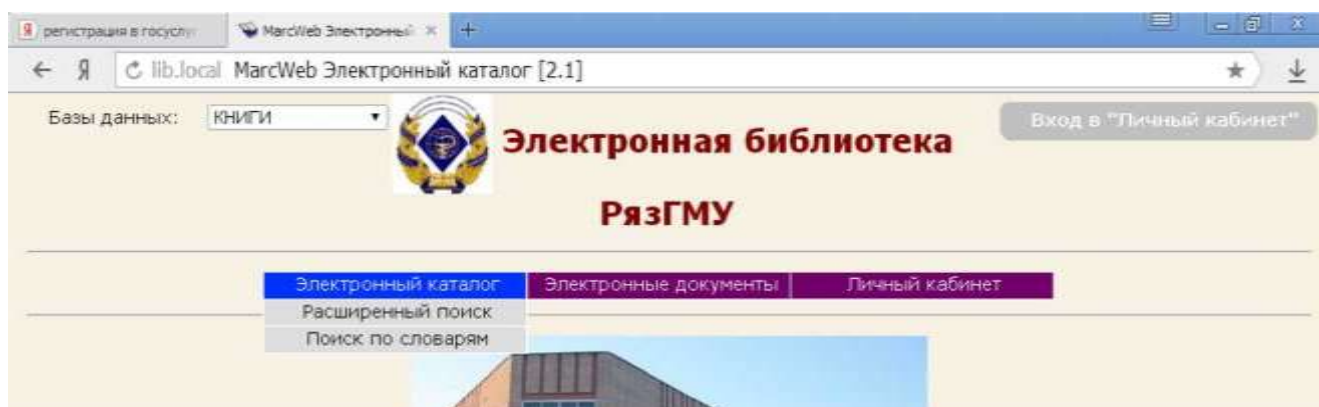 Я регистрация в госуслу
MarcWeb Электронный × +
← Я lib.local MarcWeb Электронный каталог [2.1]
Базы данных: КНИГИ
Вход в "Личный кабинет"
Электронная библиотека
РязГМУ
Электронный каталог Электронные документы Личный кабинет
Расширенный поиск
Поиск по словарям